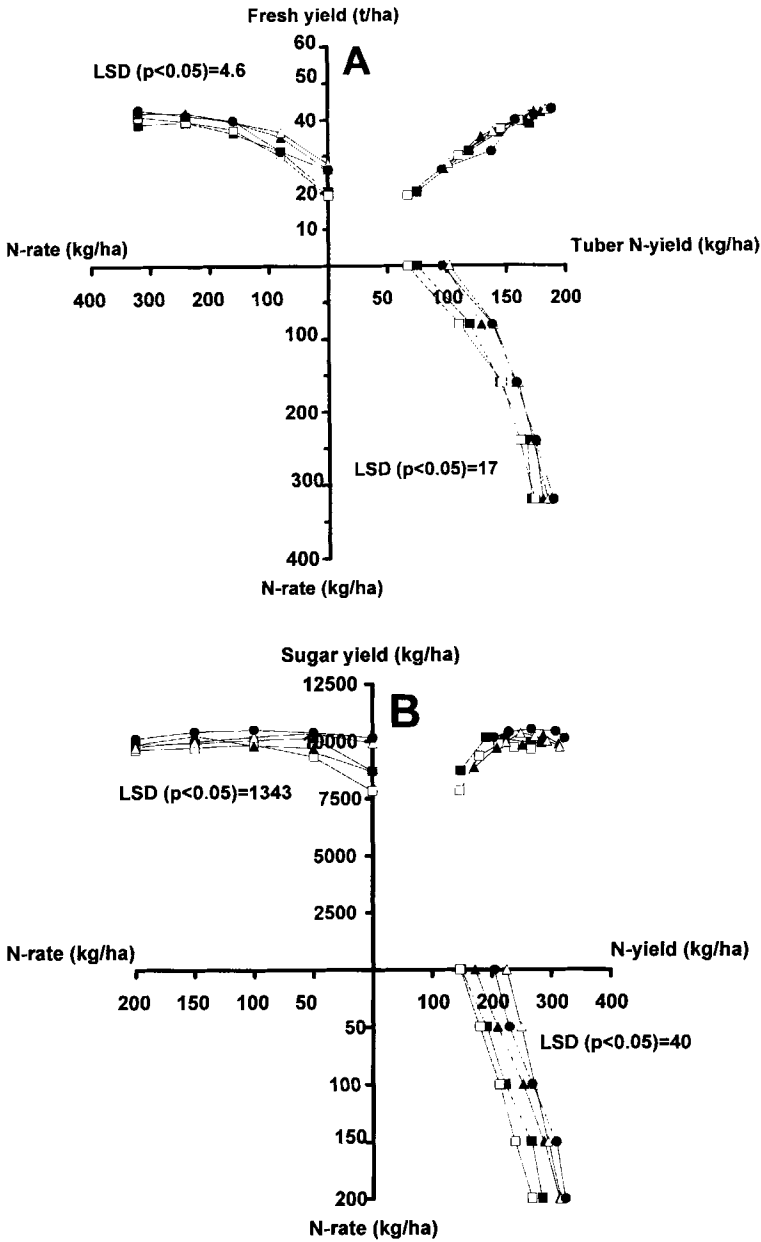 Fresh yield (t/ha)
60
A
LSD (p<0.05)=4.6
50
40
20
10
N-rate (kg/ha)
Tuber N-yield (kg/ha)
400 300 200 100 50 100 150 200
100
200
LSD (p<0.05)=17
300
400
N-rate (kg/ha)
Sugar yield (kg/ha)
12500
B
10000
LSD (p<0.05)=1343
7500
5000
2500
N-rate (kg/ha)
N-yield (kg/ha)
200 150 100 50 100 200 300 400
50
LSD (p<0.05)=40
100
150
200
N-rate (kg/ha)